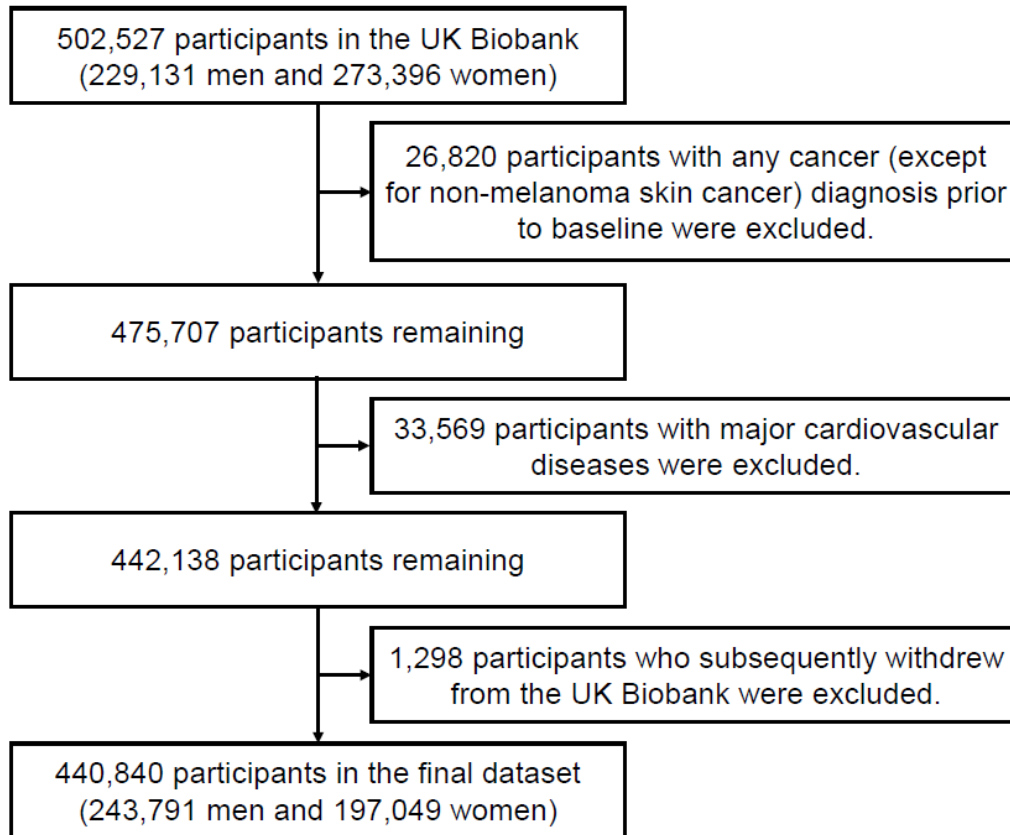 502,527 participants in the UK Biobank
(229,131 men and 273,396 women)
26,820 participants with any cancer (except
for non-melanoma skin cancer) diagnosis prior
to baseline were excluded.
475,707 participants remaining
33,569 participants with major cardiovascular
diseases were excluded.
442,138 participants remaining
1,298 participants who subsequently withdrew
from the UK Biobank were excluded.
440,840 participants in the final dataset
(243,791 men and 197,049 women)